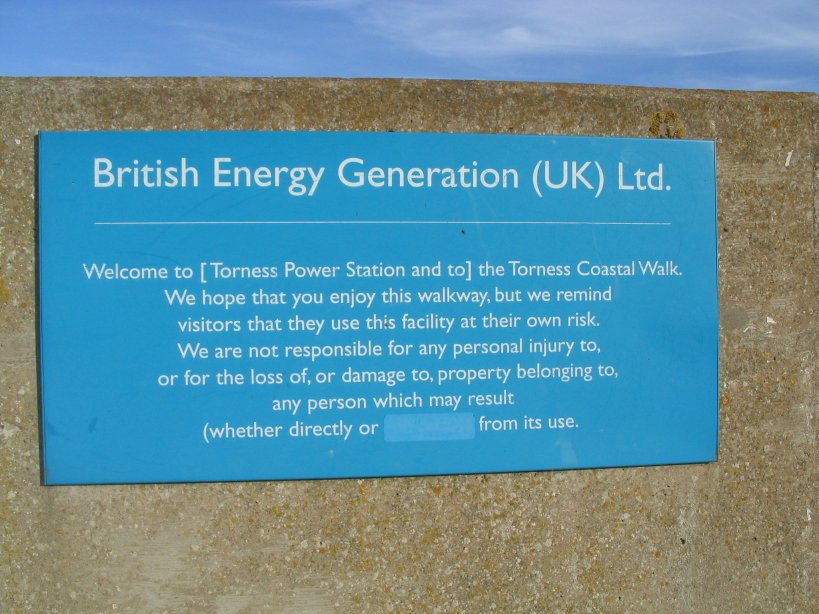 British Energy Generation (UK) Ltd.
Welcome to [Torness Power Station and to] the Torness Coastal Walk.
We hope that you enjoy this walkway, but we remind
visitors that they use this facility at their own risk.
We are not responsible for any personal injury to,
or for the loss of, or damage to, property belonging to,
any person which may result
(whether directly or from its use.